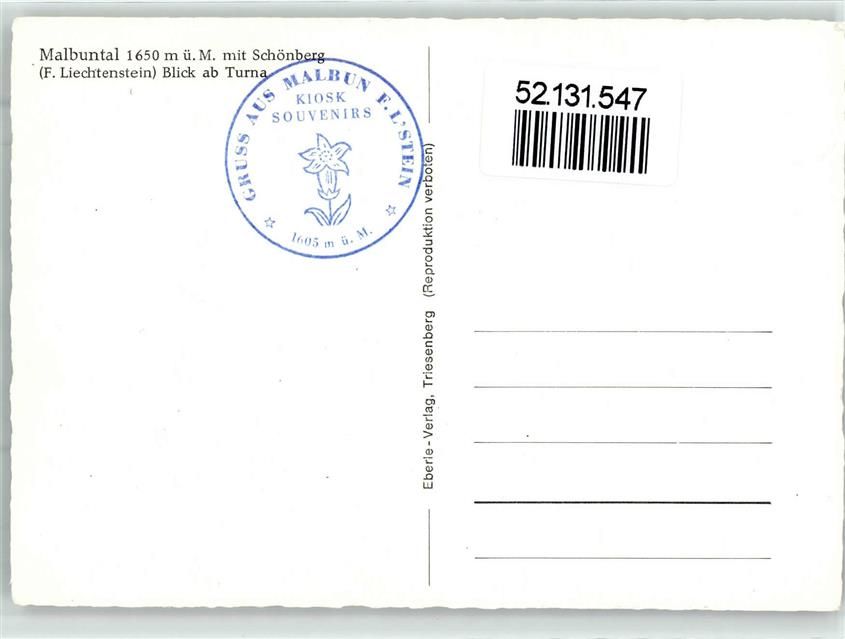 Malbuntal 1650 m ü. M. mit Schönberg
(F. Liechtenstein) Blick ab Turna
GRUSS AUS MALBUN F.L'STEIN
KIOSK
SOUVENIRS
1605 m ü. M.
Eberle-Verlag, Triesenberg (Reproduktion verboten)
52.131.547